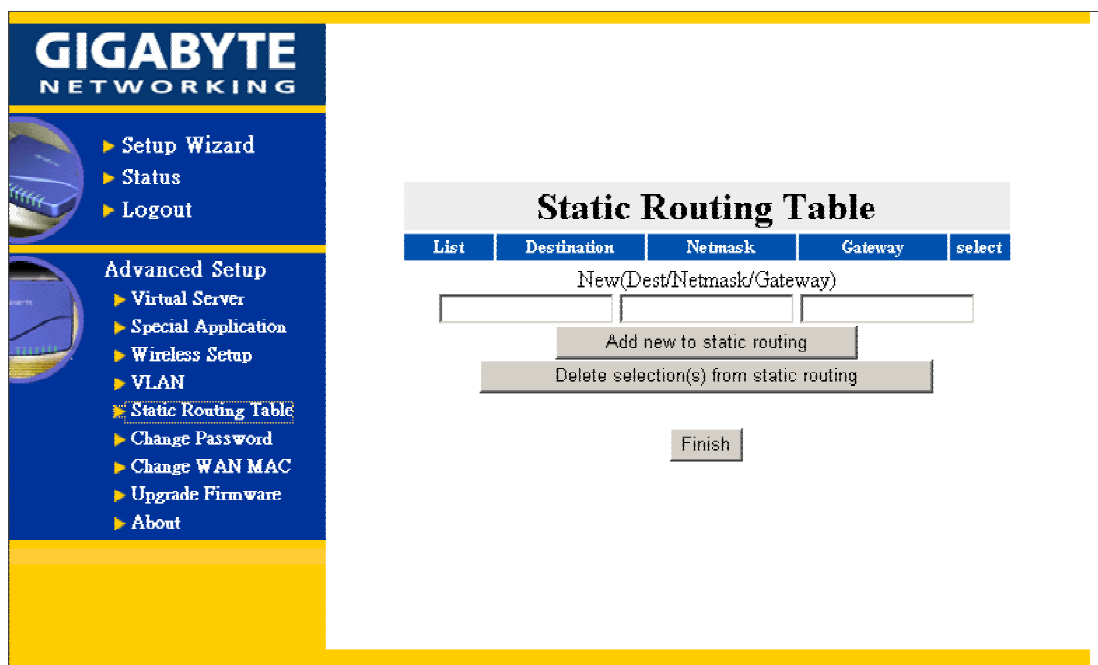 GIGABYTE
NETWORKING
Setup Wizard
Status
Logout
Advanced Setup
Virtual Server
Special Application
Wireless Setup
VLAN
Static Routing Table
Change Password
Change WAN MAC
Upgrade Firmware
About
Static Routing Table
List Destination Netmask Gateway select
New(Dest/Netmask/Gateway)
Add new to static routing
Delete selection(s) from static routing
Finish